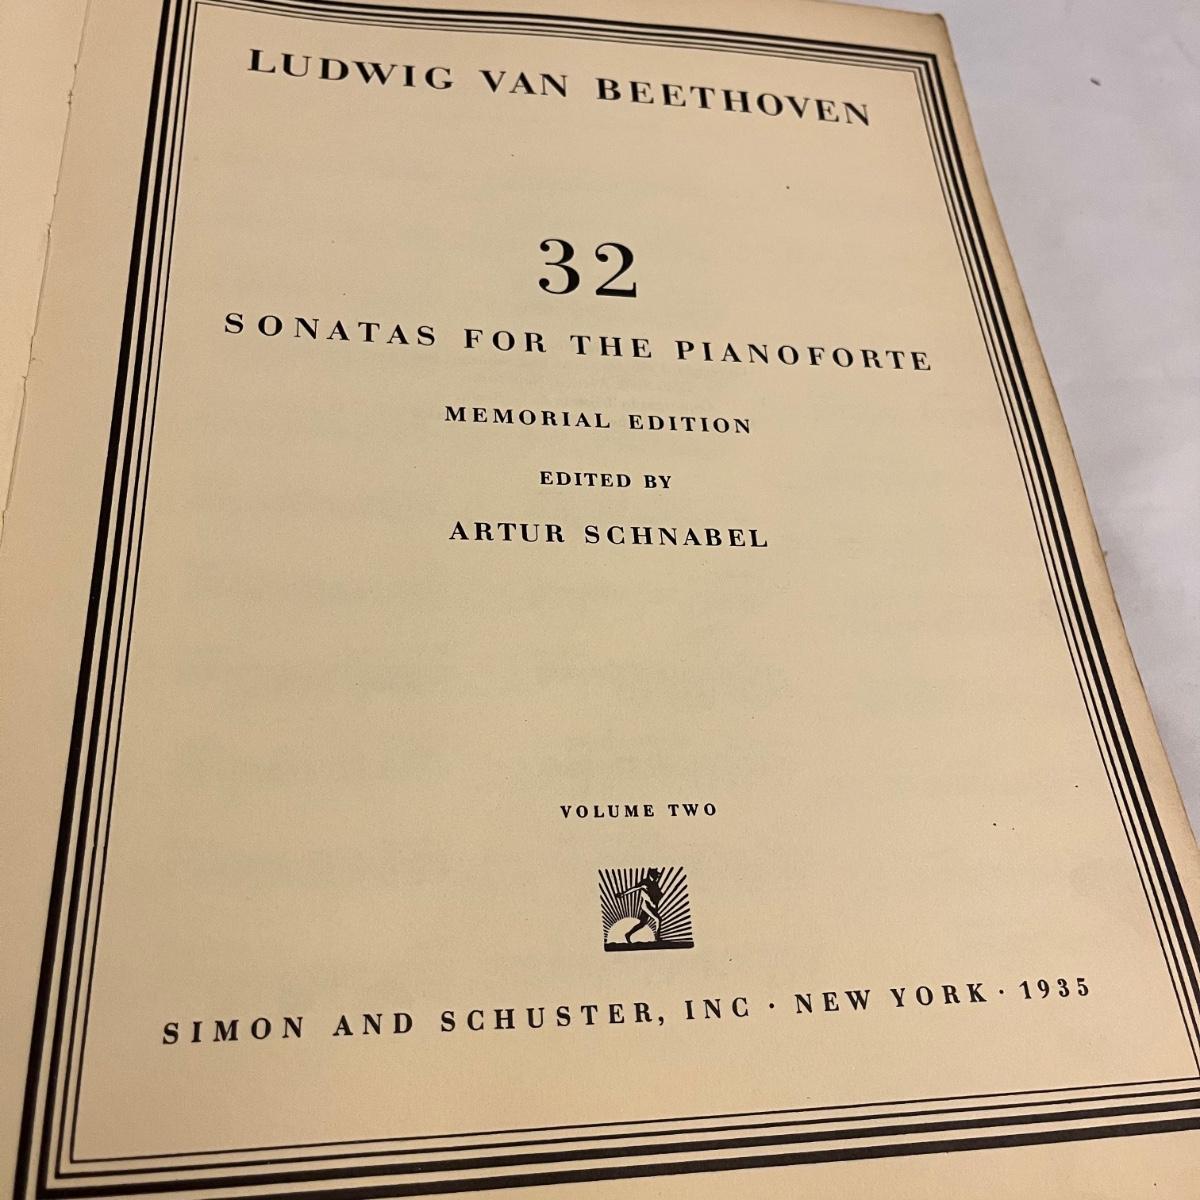 LUDWIG VAN BEETHOVEN
32
SONATAS FOR THE PIANOFORTE
MEMORIAL EDITION
EDITED BY
ARTUR SCHNABEL
VOLUME TWO
SIMON AND SCHUSTER, INC · NEW YORK · 1935